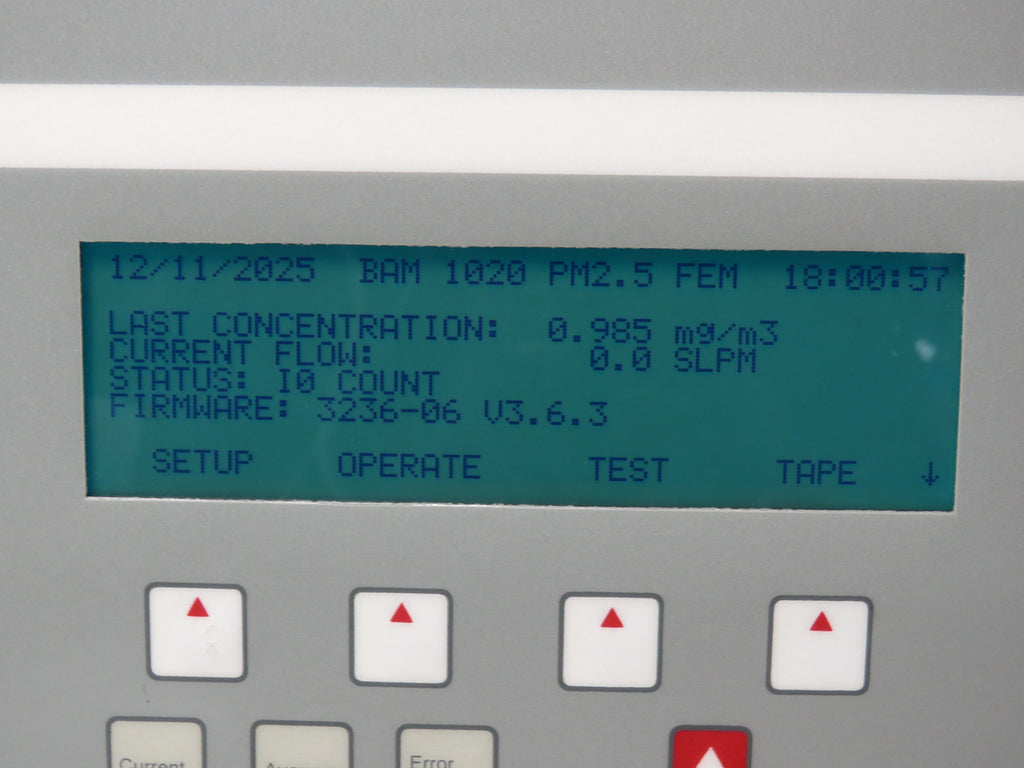 12/11/2025 BAM 1020 PM2.5 FEM 18:00:57
LAST CONCENTRATION: 0.985 mg/m3
CURRENT FLOW: 0.0 SLPM
STATUS: I0 COUNT
FIRMWARE: 3236-06 V3.6.3
SETUP OPERATE TEST TAPE ↓
Current Error